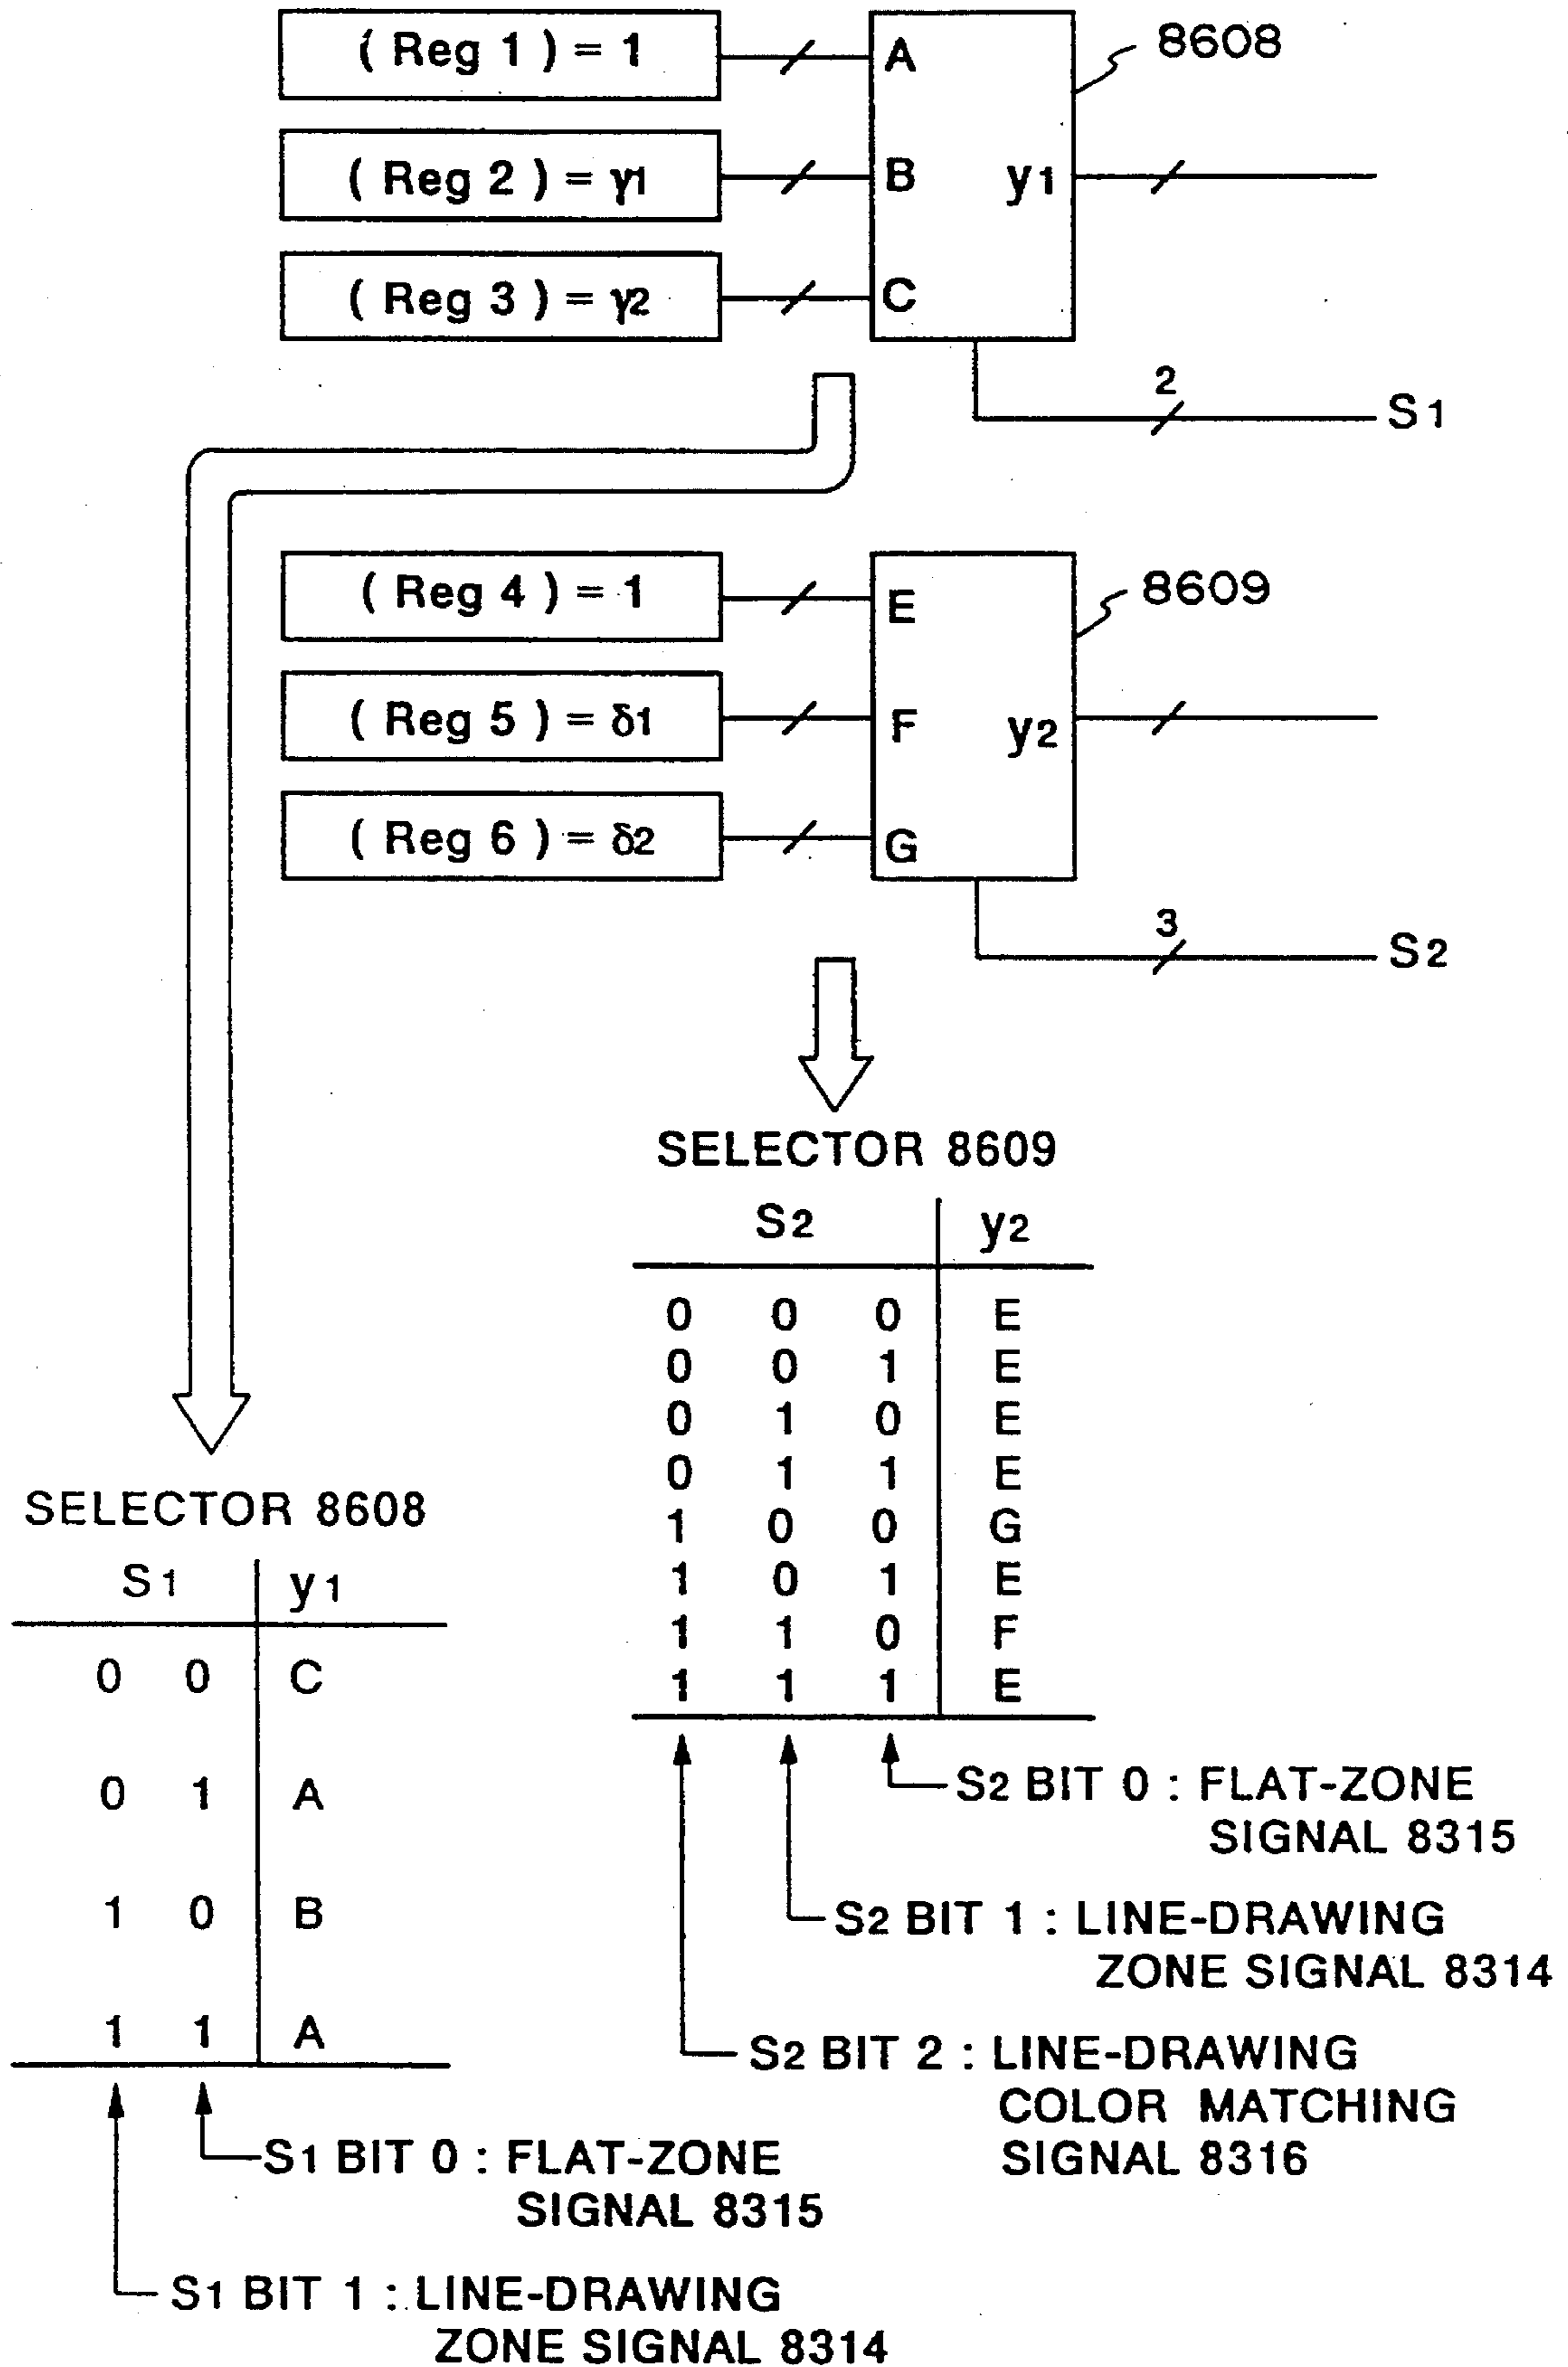 ( Reg 1 ) = 1
A
8608
( Reg 2 ) = γ1
B
y1
( Reg 3 ) = γ2
C
2
S1
( Reg 4 ) = 1
E
8609
( Reg 5 ) = δ1
F
y2
( Reg 6 ) = δ2
G
3
S2
SELECTOR 8609
S2 y2
0 0 0 E
0 0 1 E
0 1 0 E
0 1 1 E
1 0 0 G
1 0 1 E
1 1 0 F
1 1 1 E
S2 BIT 0 : FLAT-ZONE
SIGNAL 8315
S2 BIT 1 : LINE-DRAWING
ZONE SIGNAL 8314
S2 BIT 2 : LINE-DRAWING
COLOR MATCHING
SIGNAL 8316
SELECTOR 8608
S1 y1
0 0 C
0 1 A
1 0 B
1 1 A
S1 BIT 0 : FLAT-ZONE
SIGNAL 8315
S1 BIT 1 : LINE-DRAWING
ZONE SIGNAL 8314